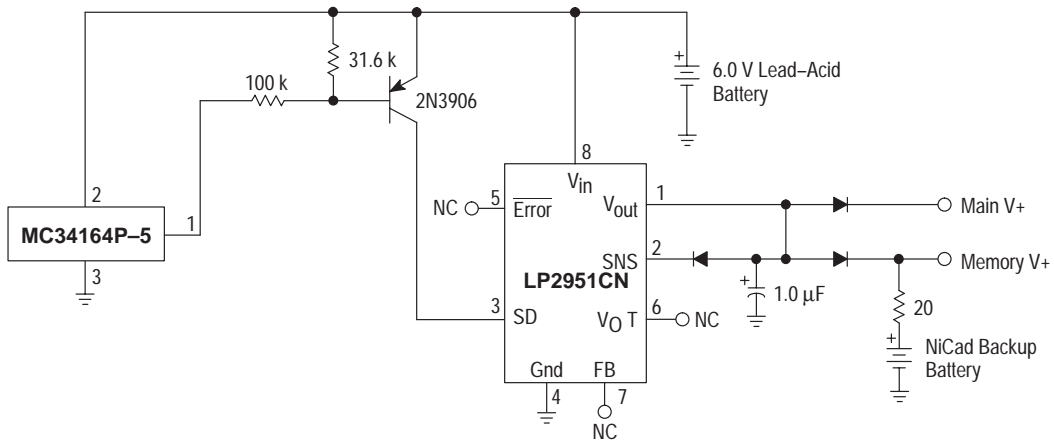 31.6 k
100 k
2N3906
6.0 V Lead–Acid
Battery
2
MC34164P–5
1
3
8
Vin
5
NC
Error
Vout
1
Main V+
SNS
2
LP2951CN
1.0 μF
Memory V+
3
SD
VO T
6
NC
20
NiCad Backup
Battery
Gnd
FB
4
7
NC